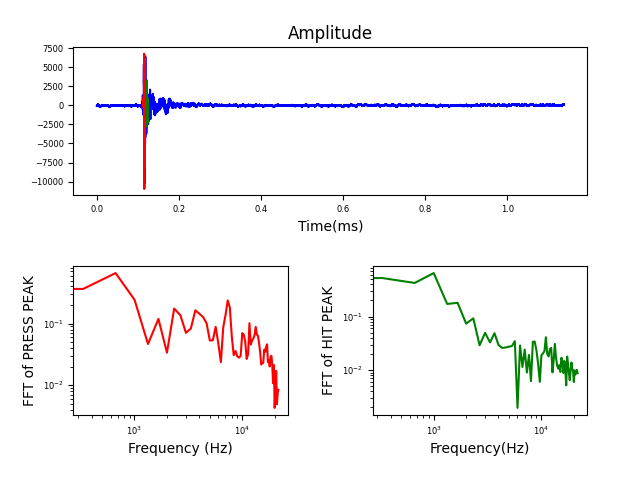 Amplitude
7500
5000
2500
0
−2500
−5000
−7500
−10000
0.0 0.2 0.4 0.6 0.8 1.0
Time(ms)
FFT of PRESS PEAK
10⁻¹
10⁻²
10³ 10⁴
Frequency (Hz)
FFT of HIT PEAK
10⁻¹
10⁻²
10³ 10⁴
Frequency(Hz)